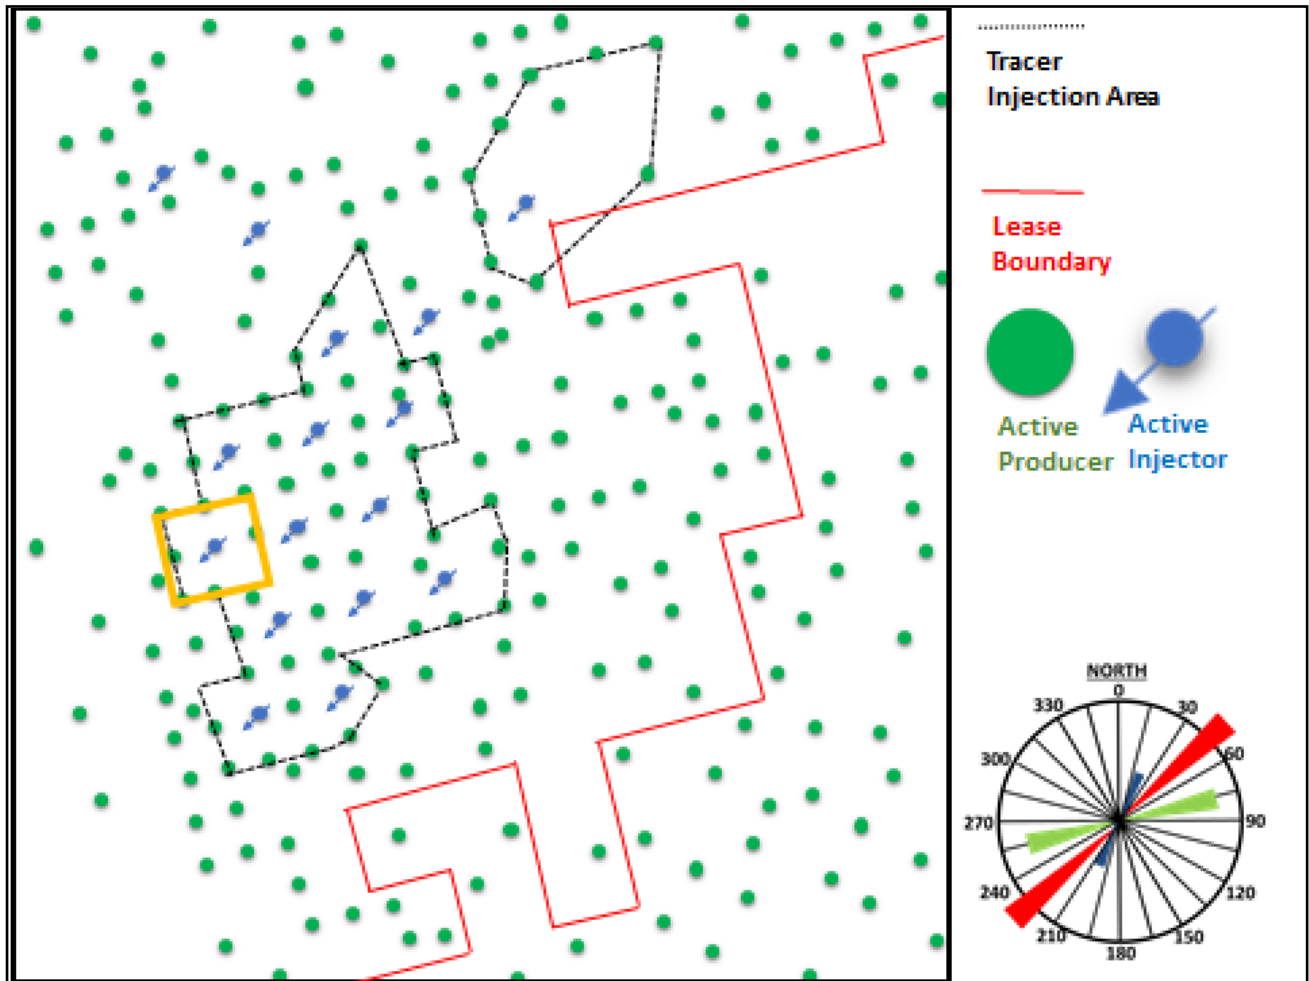 Tracer
Injection Area
Lease
Boundary
Active
Producer
Active
Injector
NORTH
0
330
30
300
60
270
90
240
120
210
150
180